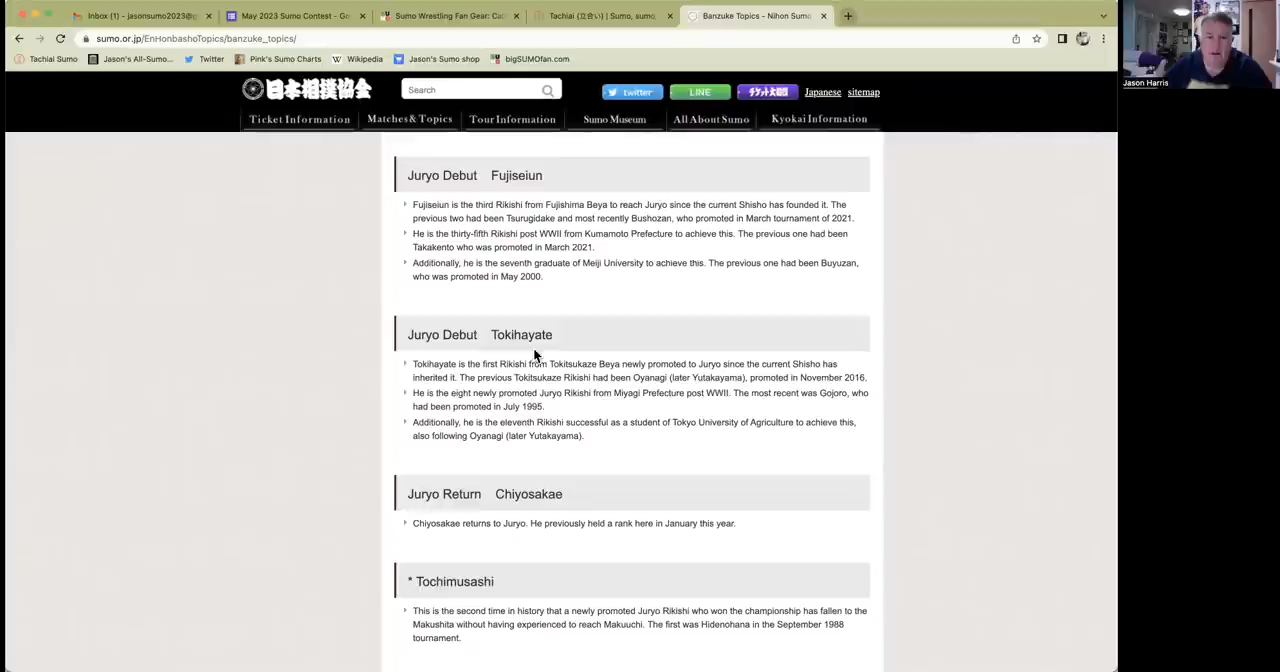 Inbox (1) - jasonsumo2023@g
May 2023 Sumo Contest - Go
Sumo Wrestling Fan Gear: Ca
Tachiai (立合い) | Sumo, sumo,
Banzuke Topics - Nihon Sumo
sumo.or.jp/EnHonbashoTopics/banzuke_topics/
Tachiai Sumo
Jason's All-Sumo...
Twitter
Pink's Sumo Charts
Wikipedia
Jason's Sumo shop
bigSUMOfan.com
Jason Harris
日本相撲協会
Search
twitter
LINE
チケット大相撲
Japanese
sitemap
Ticket Information
Matches & Topics
Tour Information
Sumo Museum
All About Sumo
Kyokai Information
Juryo Debut Fujiseiun
Fujiseiun is the third Rikishi from Fujishima Beya to reach Juryo since the current Shisho has founded it. The
previous two had been Tsurugidake and most recently Bushozan, who promoted in March tournament of 2021.
He is the thirty-fifth Rikishi post WWII from Kumamoto Prefecture to achieve this. The previous one had been
Takakento who was promoted in March 2021.
Additionally, he is the seventh graduate of Meiji University to achieve this. The previous one had been Buyuzan,
who was promoted in May 2000.
Juryo Debut Tokihayate
Tokihayate is the first Rikishi from Tokitsukaze Beya newly promoted to Juryo since the current Shisho has
inherited it. The previous Tokitsukaze Rikishi had been Oyanagi (later Yutakayama), promoted in November 2016.
He is the eight newly promoted Juryo Rikishi from Miyagi Prefecture post WWII. The most recent was Gojoro, who
had been promoted in July 1995.
Additionally, he is the eleventh Rikishi successful as a student of Tokyo University of Agriculture to achieve this,
also following Oyanagi (later Yutakayama).
Juryo Return Chiyosakae
Chiyosakae returns to Juryo. He previously held a rank here in January this year.
* Tochimusashi
This is the second time in history that a newly promoted Juryo Rikishi who won the championship has fallen to the
Makushita without having experienced to reach Makuuchi. The first was Hidenohana in the September 1988
tournament.